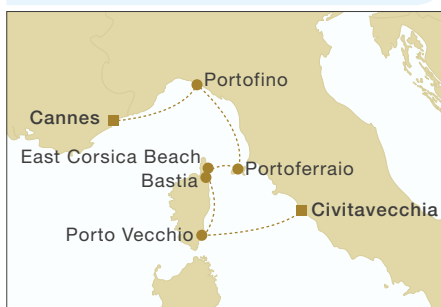 Portofino
Cannes
East Corsica Beach
Bastia
Portoferraio
Civitavecchia
Porto Vecchio